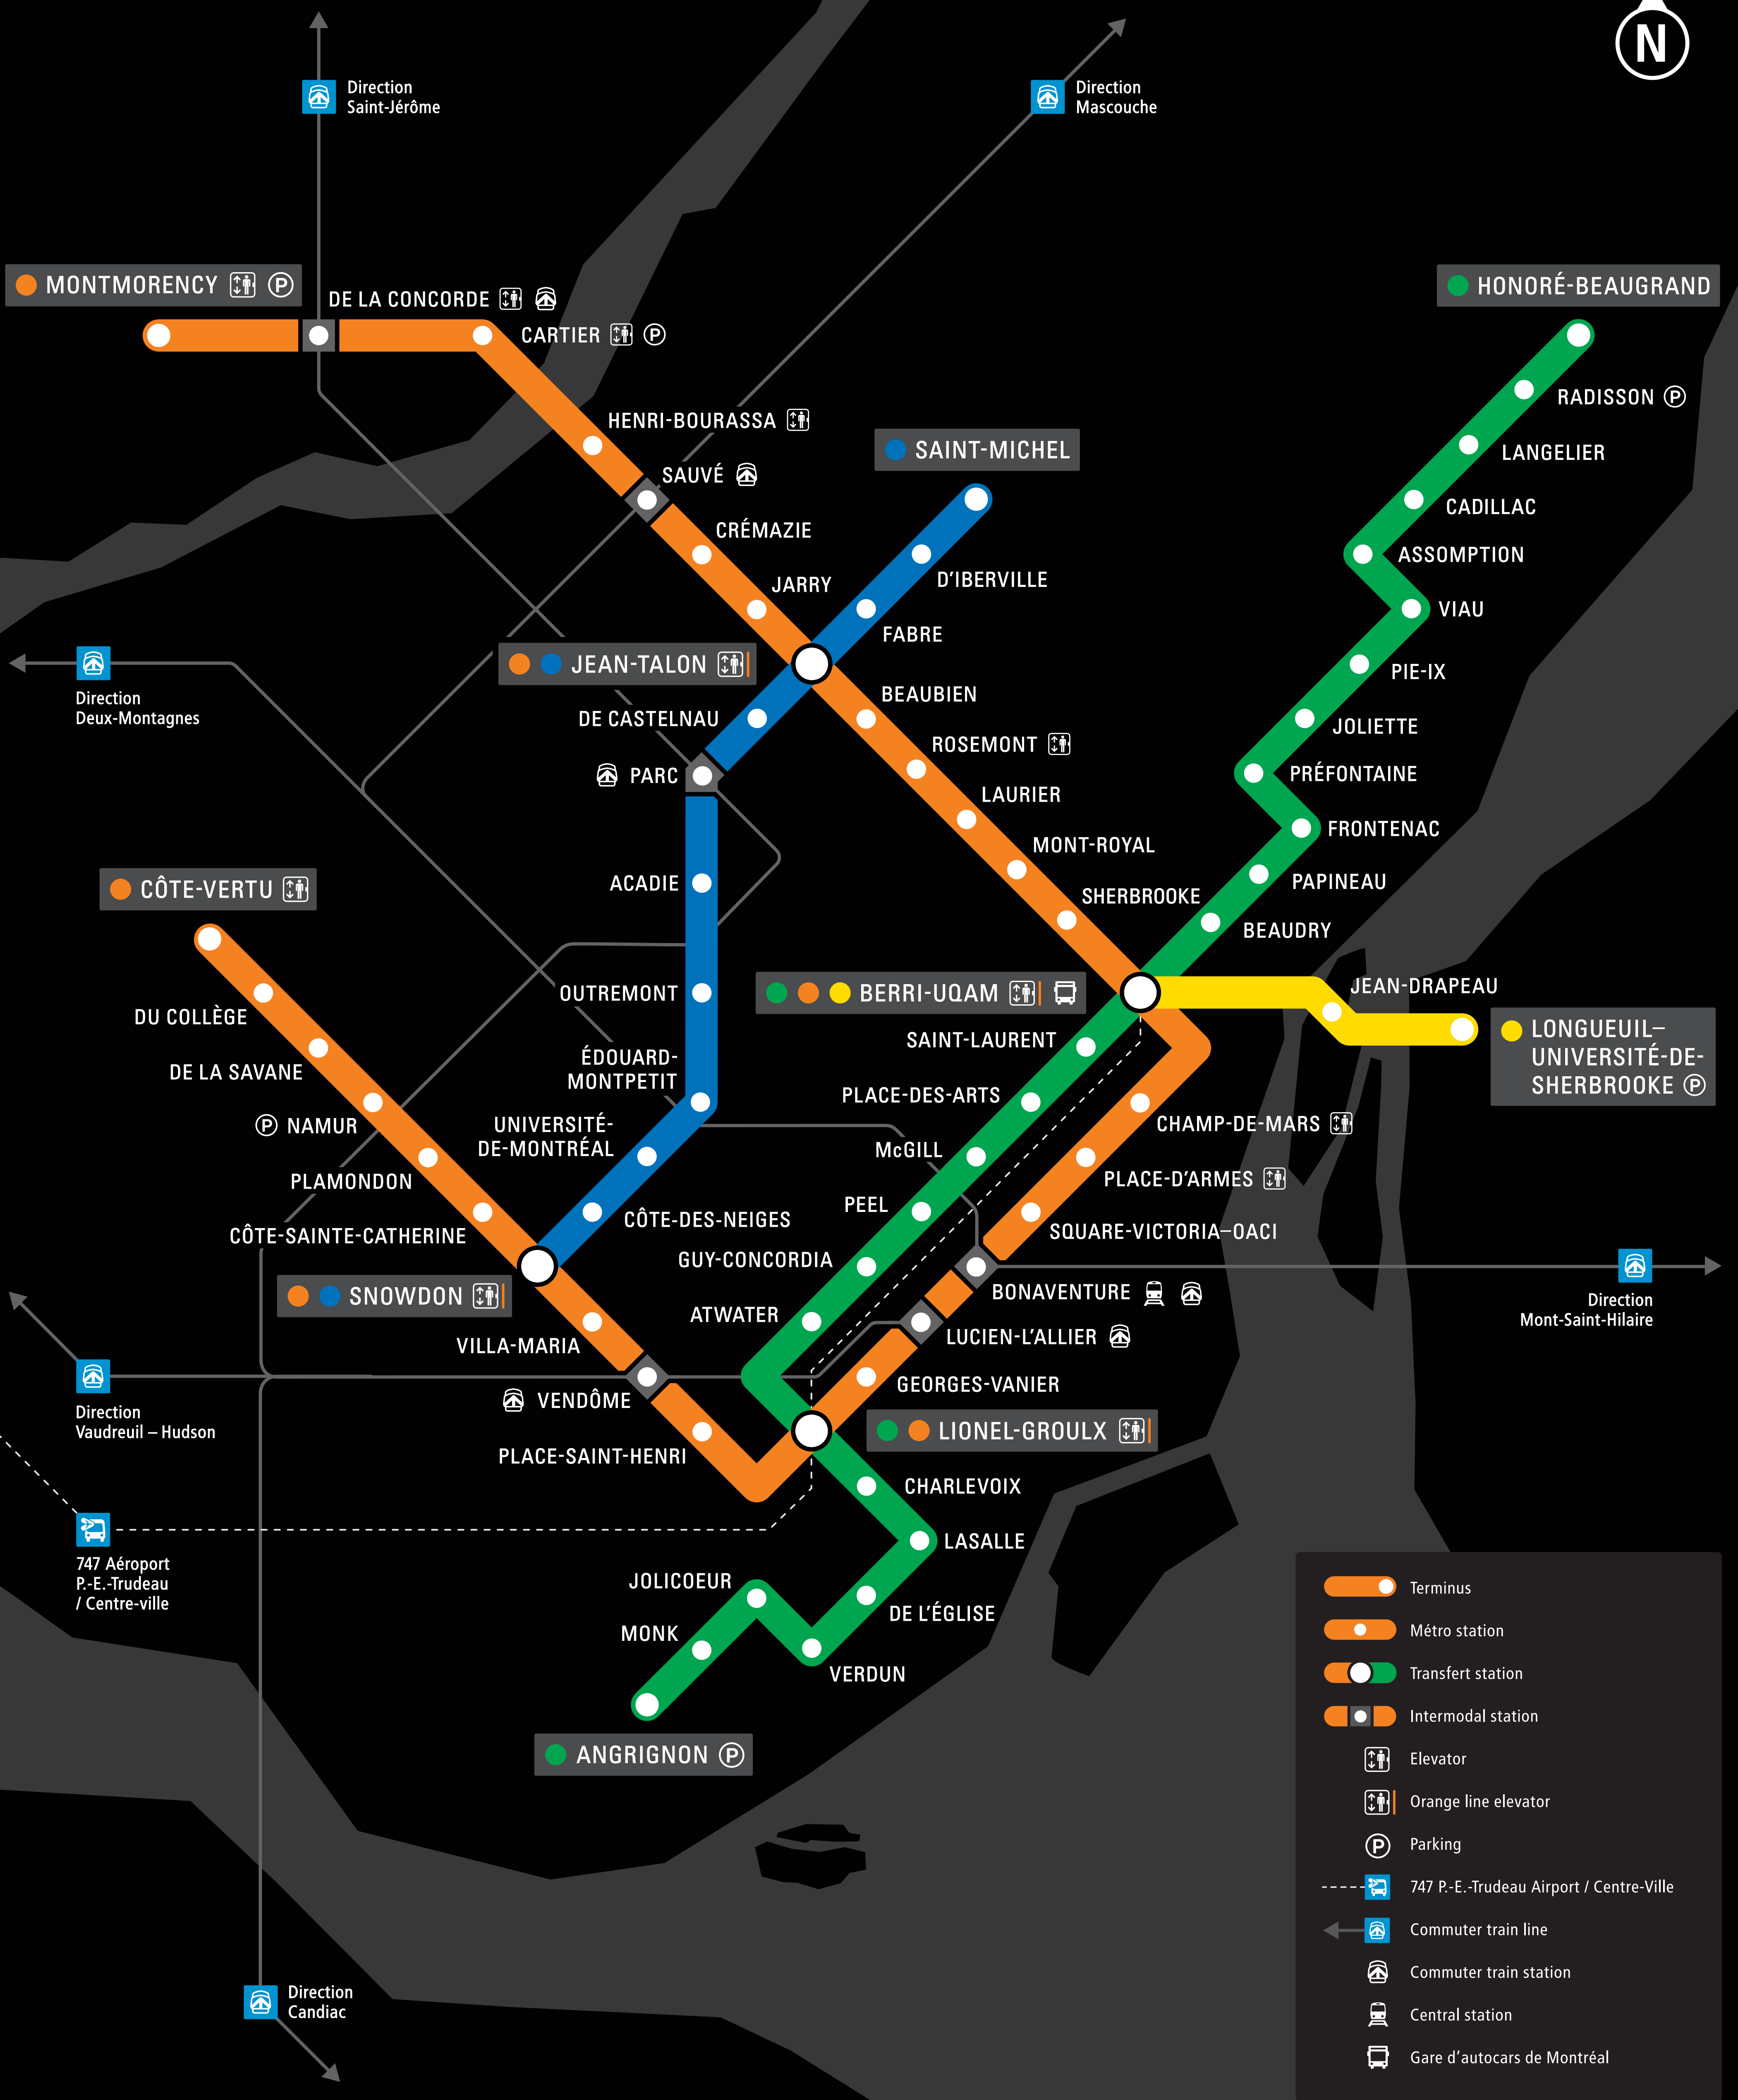 N
Direction
Saint-Jérôme
Direction
Mascouche
MONTMORENCY P
DE LA CONCORDE
CARTIER P
HONORÉ-BEAUGRAND
RADISSON P
HENRI-BOURASSA
SAINT-MICHEL
LANGELIER
SAUVÉ
CADILLAC
CRÉMAZIE
ASSOMPTION
JARRY
D'IBERVILLE
VIAU
FABRE
JEAN-TALON
PIE-IX
Direction
Deux-Montagnes
BEAUBIEN
DE CASTELNAU
JOLIETTE
ROSEMONT
PARC
PRÉFONTAINE
LAURIER
FRONTENAC
MONT-ROYAL
CÔTE-VERTU
ACADIE
PAPINEAU
SHERBROOKE
BEAUDRY
OUTREMONT
BERRI-UQAM
JEAN-DRAPEAU
DU COLLÈGE
LONGUEUIL–
UNIVERSITÉ-DE-
SHERBROOKE P
SAINT-LAURENT
ÉDOUARD-
MONTPETIT
DE LA SAVANE
PLACE-DES-ARTS
P NAMUR
UNIVERSITÉ-
DE-MONTRÉAL
CHAMP-DE-MARS
McGILL
PLAMONDON
PLACE-D'ARMES
PEEL
CÔTE-DES-NEIGES
CÔTE-SAINTE-CATHERINE
SQUARE-VICTORIA–OACI
GUY-CONCORDIA
SNOWDON
BONAVENTURE
Direction
Mont-Saint-Hilaire
ATWATER
LUCIEN-L'ALLIER
VILLA-MARIA
GEORGES-VANIER
VENDÔME
Direction
Vaudreuil – Hudson
LIONEL-GROULX
PLACE-SAINT-HENRI
CHARLEVOIX
LASALLE
747 Aéroport
P.-E.-Trudeau
/ Centre-ville
JOLICOEUR
DE L'ÉGLISE
MONK
VERDUN
ANGRIGNON P
Direction
Candiac
Terminus
Métro station
Transfert station
Intermodal station
Elevator
Orange line elevator
P Parking
747 P.-E.-Trudeau Airport / Centre-Ville
Commuter train line
Commuter train station
Central station
Gare d'autocars de Montréal